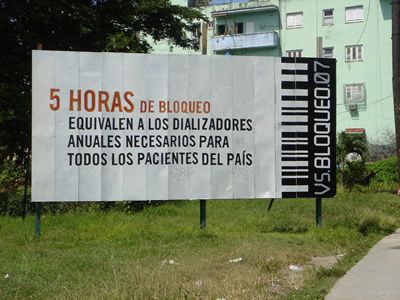 5 HORAS DE BLOQUEO
EQUIVALEN A LOS DIALIZADORES
ANUALES NECESARIOS PARA
TODOS LOS PACIENTES DEL PAÍS
VS.BLOQUEO.07